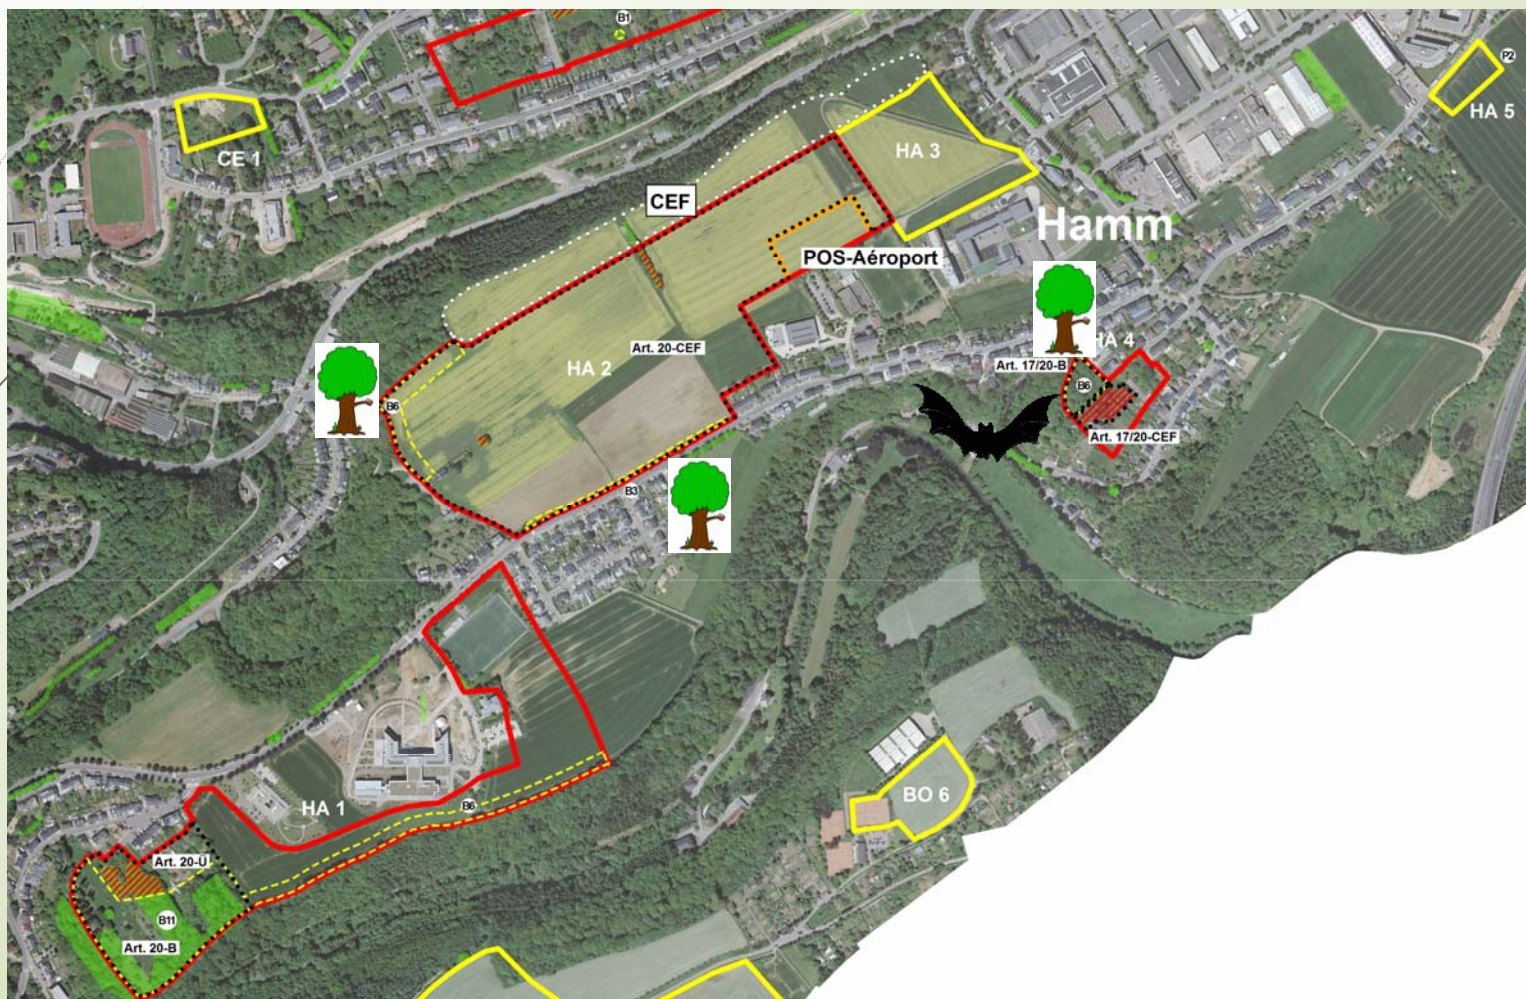 B1
P2
HA 5
CE 1
HA 3
CEF
Hamm
POS-Aéroport
HA 4
Art. 20-CEF
HA 2
Art. 17/20-B
B6
B6
Art. 17/20-CEF
B3
BO 6
HA 1
B6
Art. 20-Ü
B11
Art. 20-B